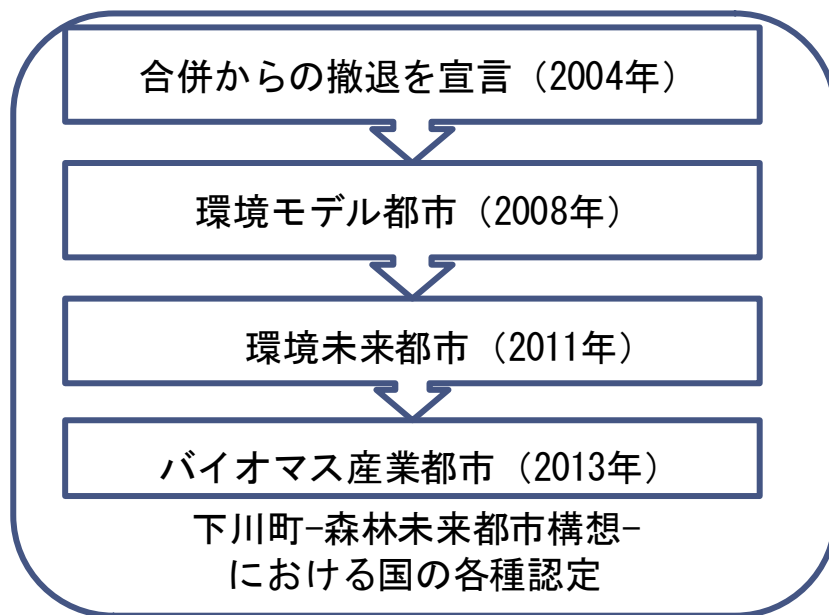 合併からの撤退を宣言（2004年）
環境モデル都市（2008年）
環境未来都市（2011年）
バイオマス産業都市（2013年）
下川町-森林未来都市構想-
における国の各種認定